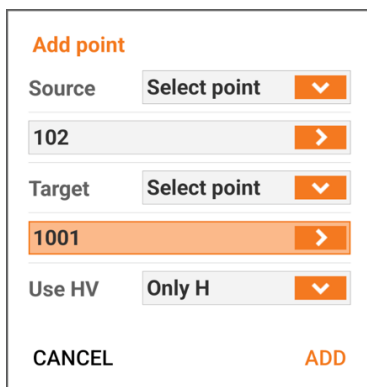 Add point
Source Select point
102
Target Select point
1001
Use HV Only H
CANCEL ADD